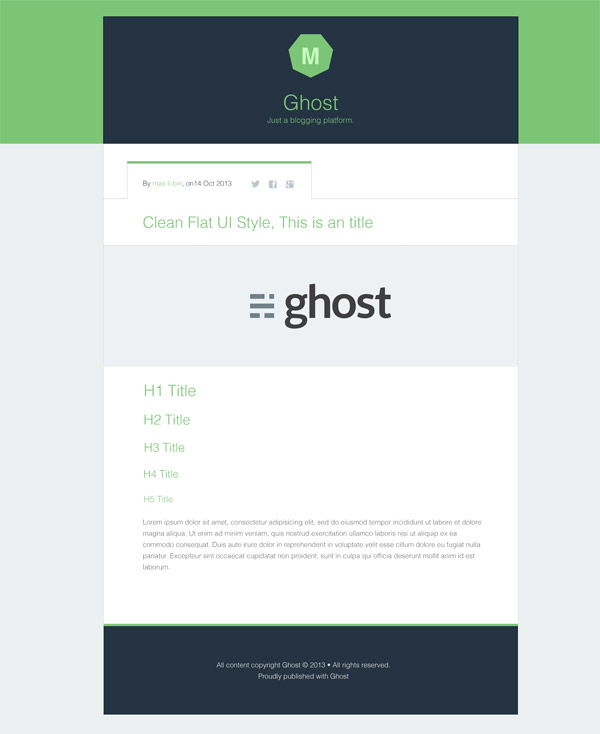 M
Ghost
Just a blogging platform.
By max li bin, on14 Oct 2013
Clean Flat UI Style, This is an title
ghost
H1 Title
H2 Title
H3 Title
H4 Title
H5 Title
Lorem ipsum dolor sit amet, consectetur adipisicing elit, sed do eiusmod tempor incididunt ut labore et dolore
magna aliqua. Ut enim ad minim veniam, quis nostrud exercitation ullamco laboris nisi ut aliquip ex ea
commodo consequat. Duis aute irure dolor in reprehenderit in voluptate velit esse cillum dolore eu fugiat nulla
pariatur. Excepteur sint occaecat cupidatat non proident, sunt in culpa qui officia deserunt mollit anim id est
laborum.
All content copyright Ghost © 2013 • All rights reserved.
Proudly published with Ghost